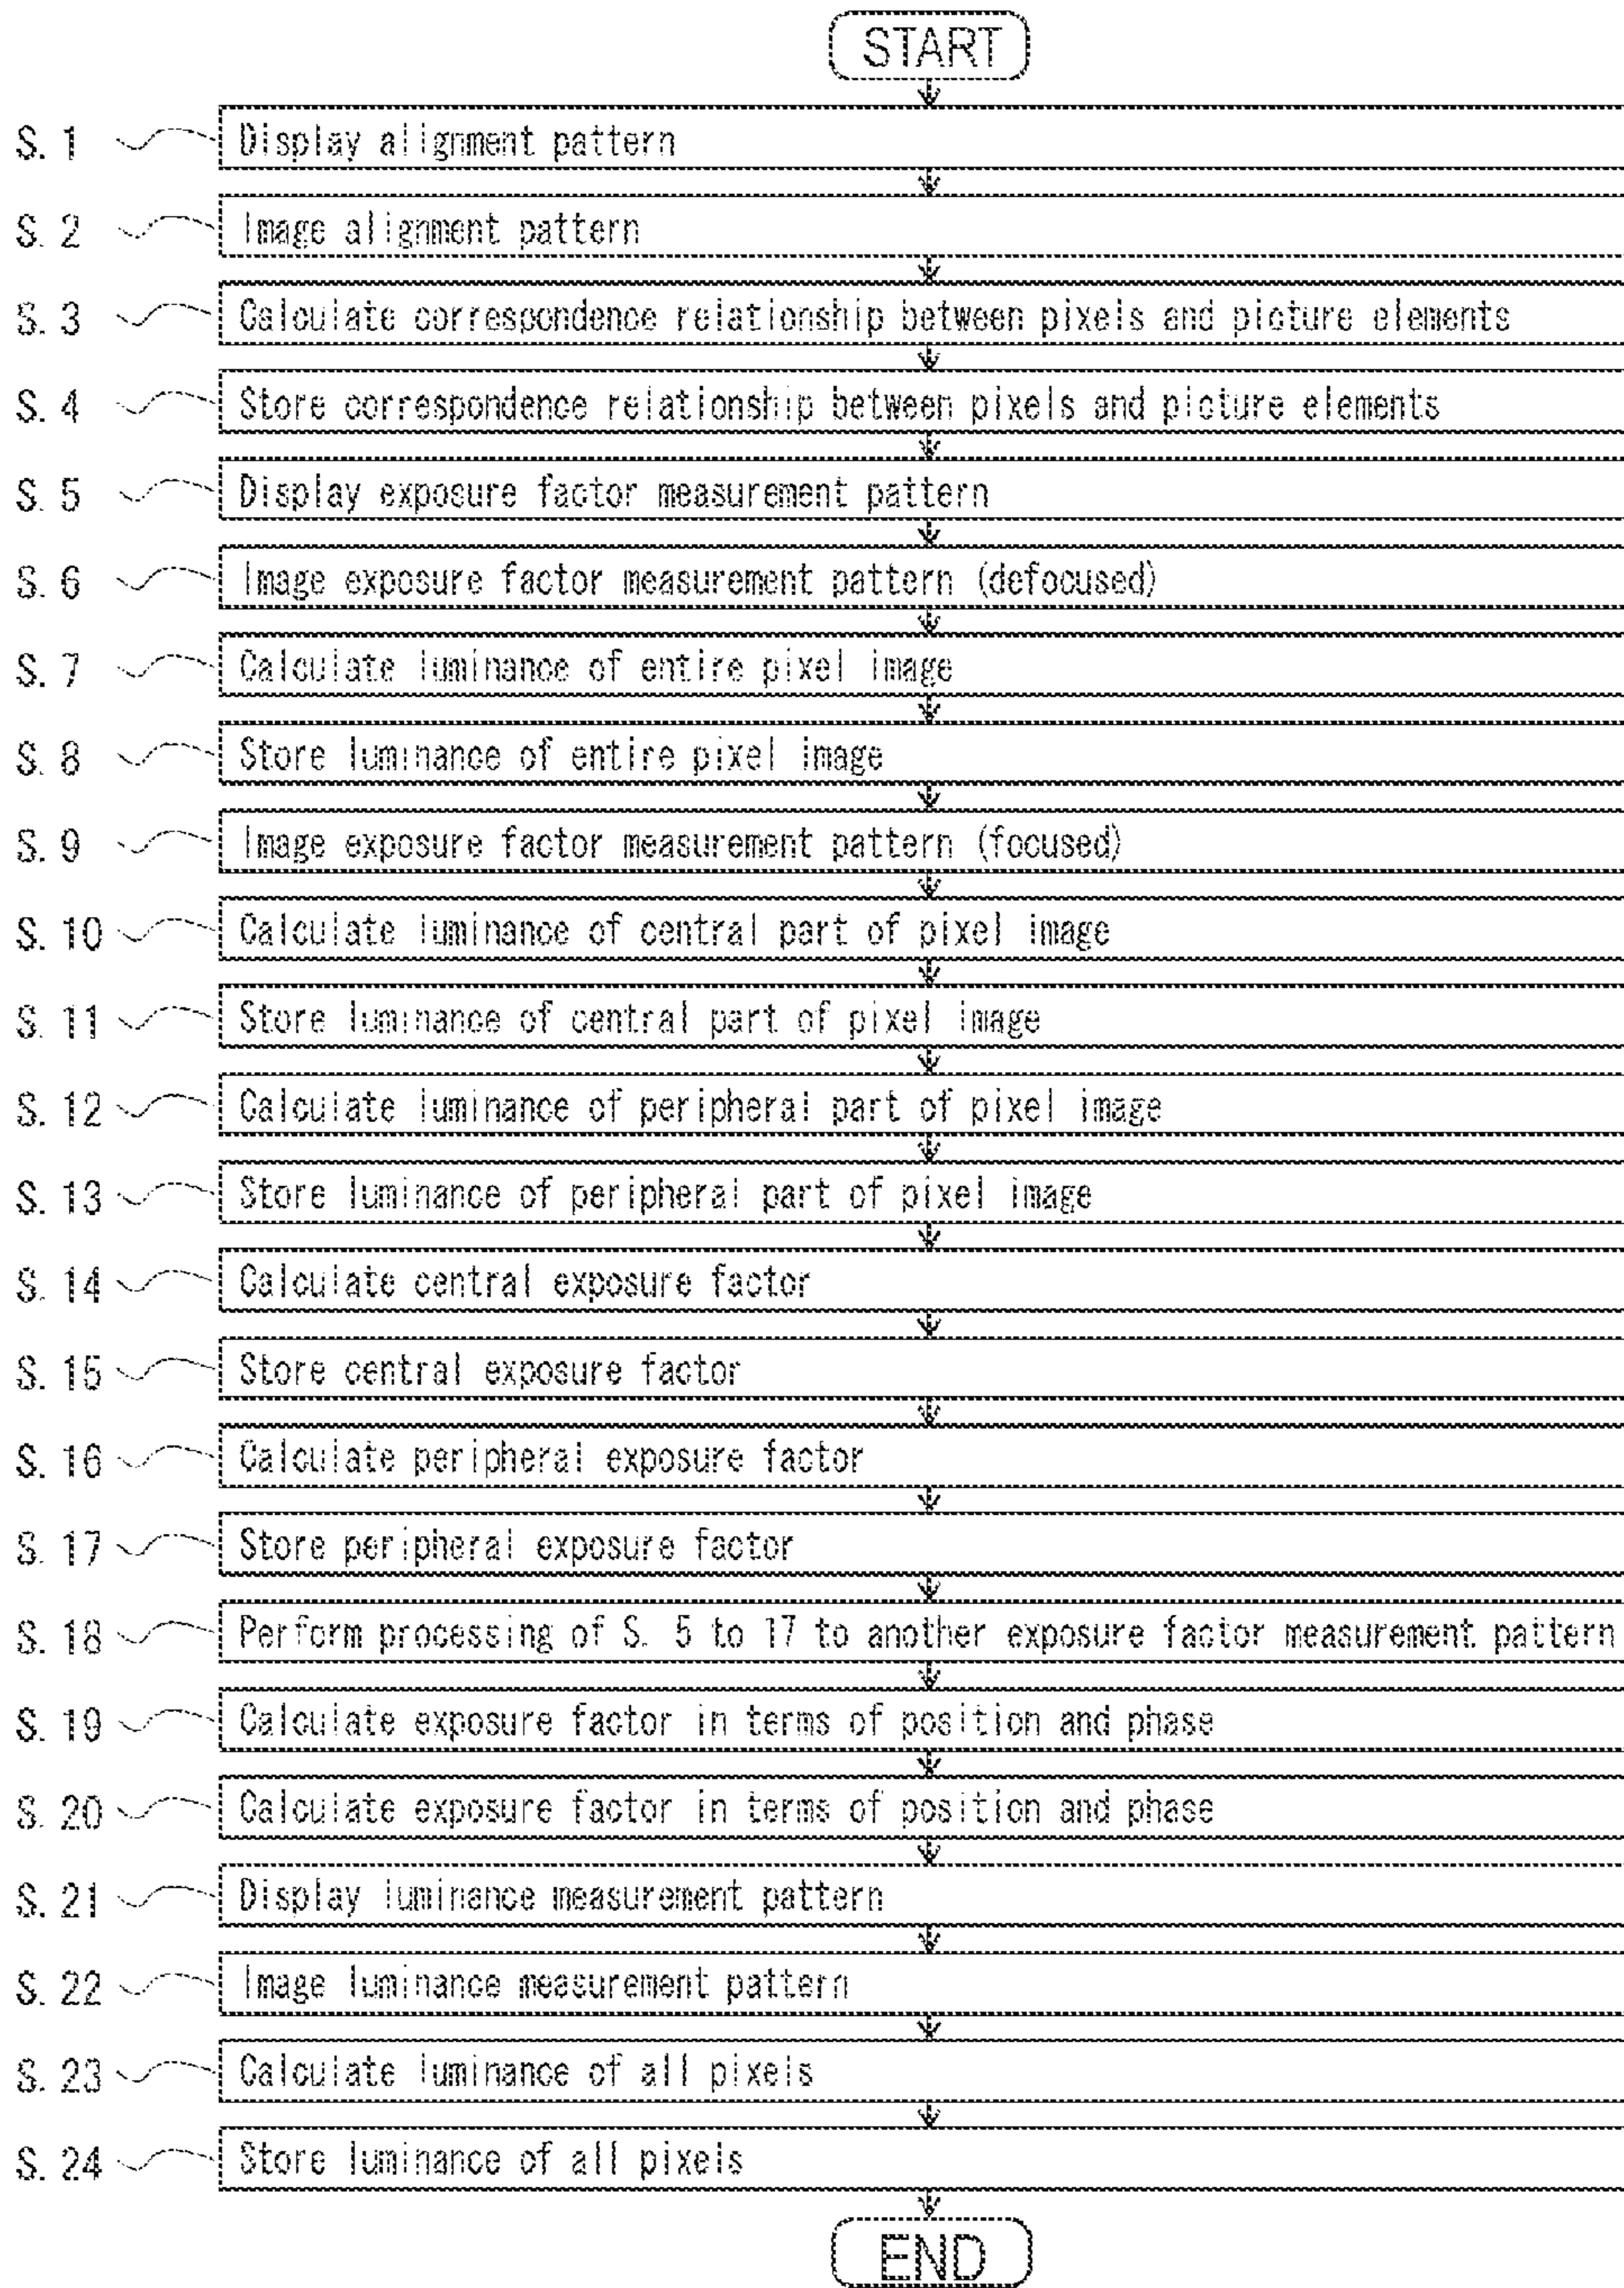 START
S. 1 Display alignment pattern
S. 2 Image alignment pattern
S. 3 Calculate correspondence relationship between pixels and picture elements
S. 4 Store correspondence relationship between pixels and picture elements
S. 5 Display exposure factor measurement pattern
S. 6 Image exposure factor measurement pattern (defocused)
S. 7 Calculate luminance of entire pixel image
S. 8 Store luminance of entire pixel image
S. 9 Image exposure factor measurement pattern (focused)
S. 10 Calculate luminance of central part of pixel image
S. 11 Store luminance of central part of pixel image
S. 12 Calculate luminance of peripheral part of pixel image
S. 13 Store luminance of peripheral part of pixel image
S. 14 Calculate central exposure factor
S. 15 Store central exposure factor
S. 16 Calculate peripheral exposure factor
S. 17 Store peripheral exposure factor
S. 18 Perform processing of S. 5 to 17 to another exposure factor measurement pattern
S. 19 Calculate exposure factor in terms of position and phase
S. 20 Calculate exposure factor in terms of position and phase
S. 21 Display luminance measurement pattern
S. 22 Image luminance measurement pattern
S. 23 Calculate luminance of all pixels
S. 24 Store luminance of all pixels
END